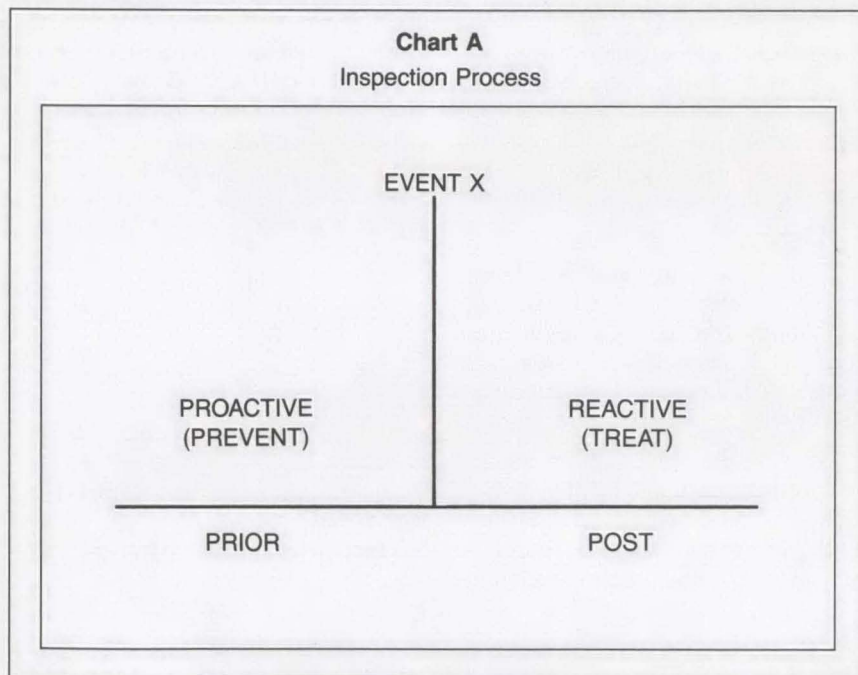 Chart A
Inspection Process
EVENT X
PROACTIVE
(PREVENT)
REACTIVE
(TREAT)
PRIOR
POST